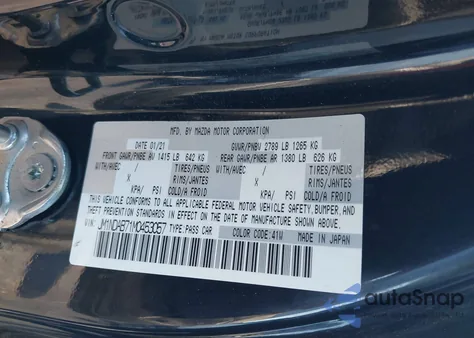 MFD. BY MAZDA MOTOR CORPORATION
DATE 01/21 GVWR/PNBV 2789 LB 1265 KG
FRONT GAWR/PNBE AV 1415 LB 642 KG REAR GAWR/PNBE AR 1380 LB 626 KG
WITH/AVEC / TIRES/PNEUS WITH/AVEC / TIRES/PNEUS
X RIMS/JANTES X RIMS/JANTES
KPA/ PSI COLD/A FROID KPA/ PSI COLD/A FROID
THIS VEHICLE CONFORMS TO ALL APPLICABLE FEDERAL MOTOR VEHICLE SAFETY, BUMPER, AND
THEFT PREVENTION STANDARDS IN EFFECT ON THE DATE OF MANUFACTURE SHOWN ABOVE.
VIN: JM1NDAB71M0453067 TYPE: PASS CAR COLOR CODE: 41W MADE IN JAPAN
autoSnap